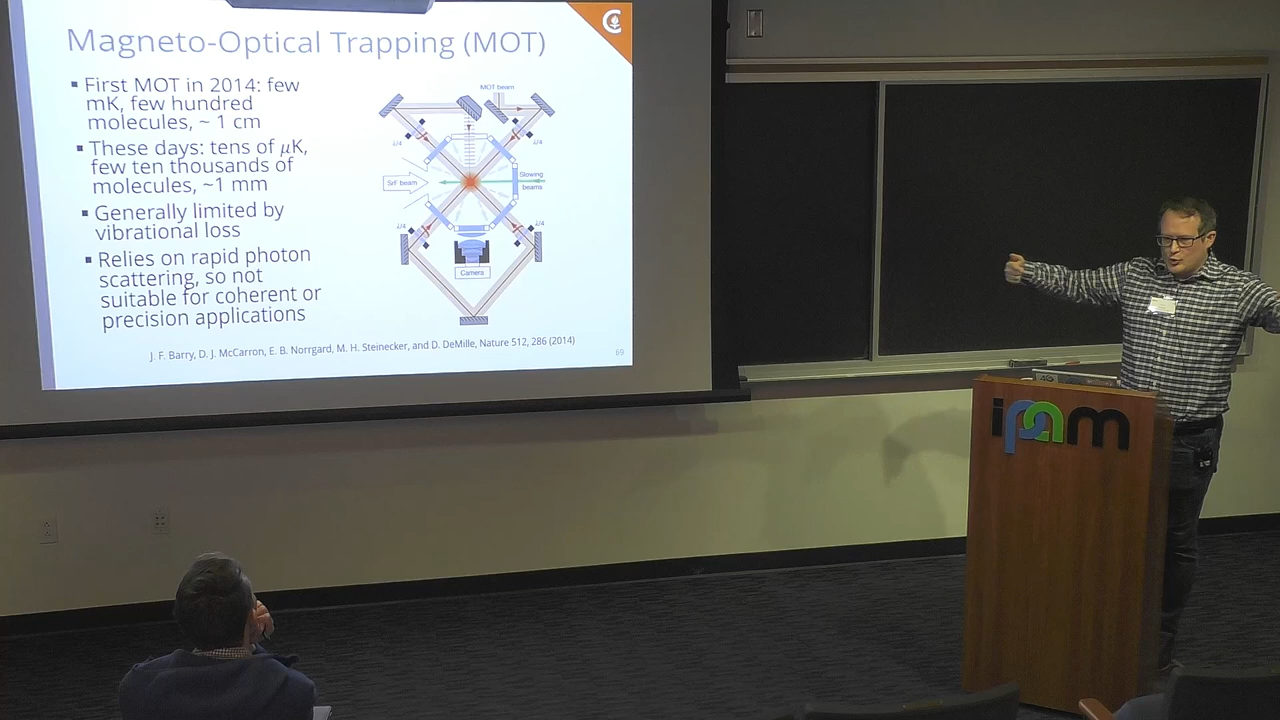 Magneto-Optical Trapping (MOT)
▪ First MOT in 2014: few
mK, few hundred
molecules, ~ 1 cm
▪ These days: tens of μK,
few ten thousands of
molecules, ~1 mm
▪ Generally limited by
vibrational loss
▪ Relies on rapid photon
scattering, so not
suitable for coherent or
precision applications
MOT beam
λ/4
λ/4
SrF beam
Slowing
beams
λ/4
λ/4
Camera
J. F. Barry, D. J. McCarron, E. B. Norrgard, M. H. Steinecker, and D. DeMille, Nature 512, 286 (2014)
69
ipam